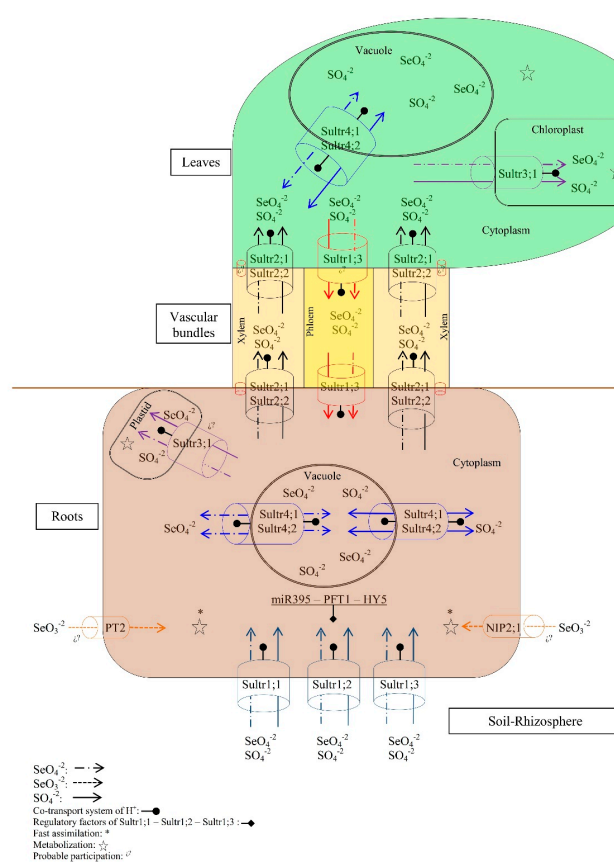 Vacuole
SeO₄⁻²
SO₄⁻²
SeO₄⁻²
SO₄⁻²
Sultr4;1
Sultr4;2
Chloroplast
Leaves
Sultr3;1
SeO₄⁻²
SO₄⁻²
SeO₄⁻²
SO₄⁻²
SeO₄⁻²
SO₄⁻²
SeO₄⁻²
SO₄⁻²
Cytoplasm
Sultr2;1
Sultr2;2
Sultr1;3
Sultr2;1
Sultr2;2
Vascular
bundles
Xylem
Phloem
Xylem
SeO₄⁻²
SO₄⁻²
SeO₄⁻²
SO₄⁻²
SeO₄⁻²
SO₄⁻²
Sultr2;1
Sultr2;2
Sultr1;3
Sultr2;1
Sultr2;2
Plastid
SeO₄⁻²
SO₄⁻²
Sultr3;1
Cytoplasm
Vacuole
SeO₄⁻²
SO₄⁻²
Roots
SeO₄⁻²
Sultr4;1
Sultr4;2
Sultr4;1
Sultr4;2
SO₄⁻²
SeO₄⁻²
SO₄⁻²
miR395 – PFT1 – HY5
SeO₃⁻²
PT2
*
*
NIP2;1
SeO₃⁻²
Sultr1;1
Sultr1;2
Sultr1;3
Soil-Rhizosphere
SeO₄⁻²
SO₄⁻²
SeO₄⁻²
SO₄⁻²
SeO₄⁻²
SO₄⁻²
SeO₄⁻²:
SeO₃⁻²:
SO₄⁻²:
Co-transport system of H⁺:
Regulatory factors of Sultr1;1 – Sultr1;2 – Sultr1;3 :
Fast assimilation: *
Metabolization: ☆
Probable participation: